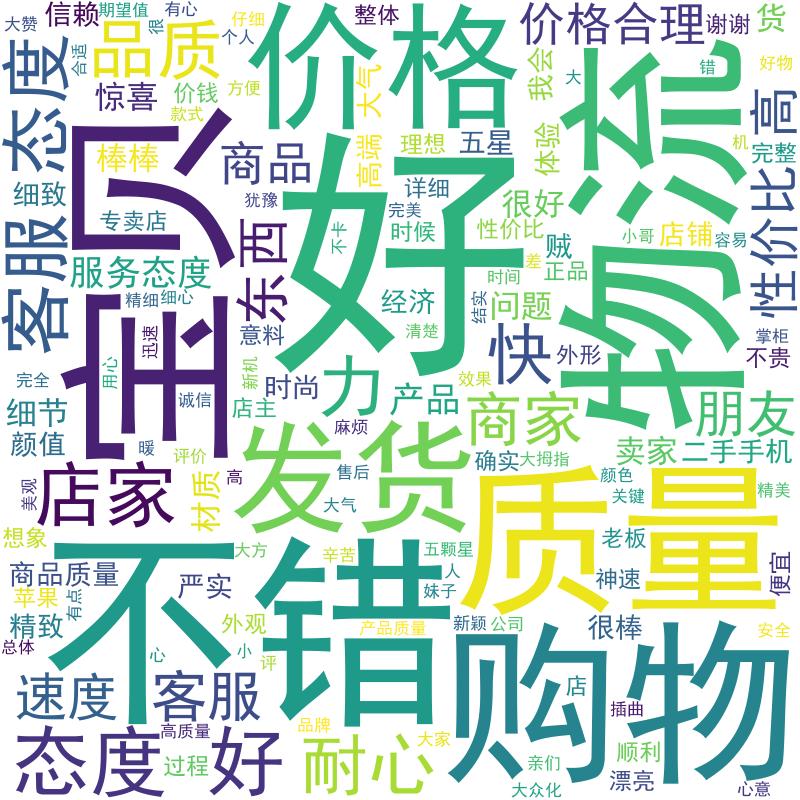 大赞
期望值
很
有心
仔细
信赖
整体
价格合理
谢谢
货
态度
合适
品质
个人
价格
我会
大
错
好物
惊喜
价钱
方便
款式
大气
物流
高
机
棒棒
宝贝
商品
高端
理想
五星
体验
完整
细致
专卖店
犹豫
详细
完美
很好
性价比
客服
东西
好
不卡
时候
性价比
贼
小哥
店铺
容易
服务态度
差
正品
时间
精细
细心
意料
经济
结实
问题
掌柜
迅速
清楚
快
外形
不贵
完全
用心
诚信
新机
时尚
力
产品
效果
细节
店主
商家
朋友
颜值
暖
麻烦
发货
卖家
二手手机
评价
确实
大拇指
店家
美观
材质
高
售后
质量
颜色
关键
精美
大气
想象
不错
大方
辛苦
五颗星
老板
便宜
商品质量
严实
人
神速
苹果
有点
妹子
精致
外观
产品质量
新颖
公司
很棒
安全
总体
心
小
评
购物
速度
客服
店
插曲
高质量
品牌
态度
好
大家
过程
耐心
亲们
顺利
大众化
漂亮
心意